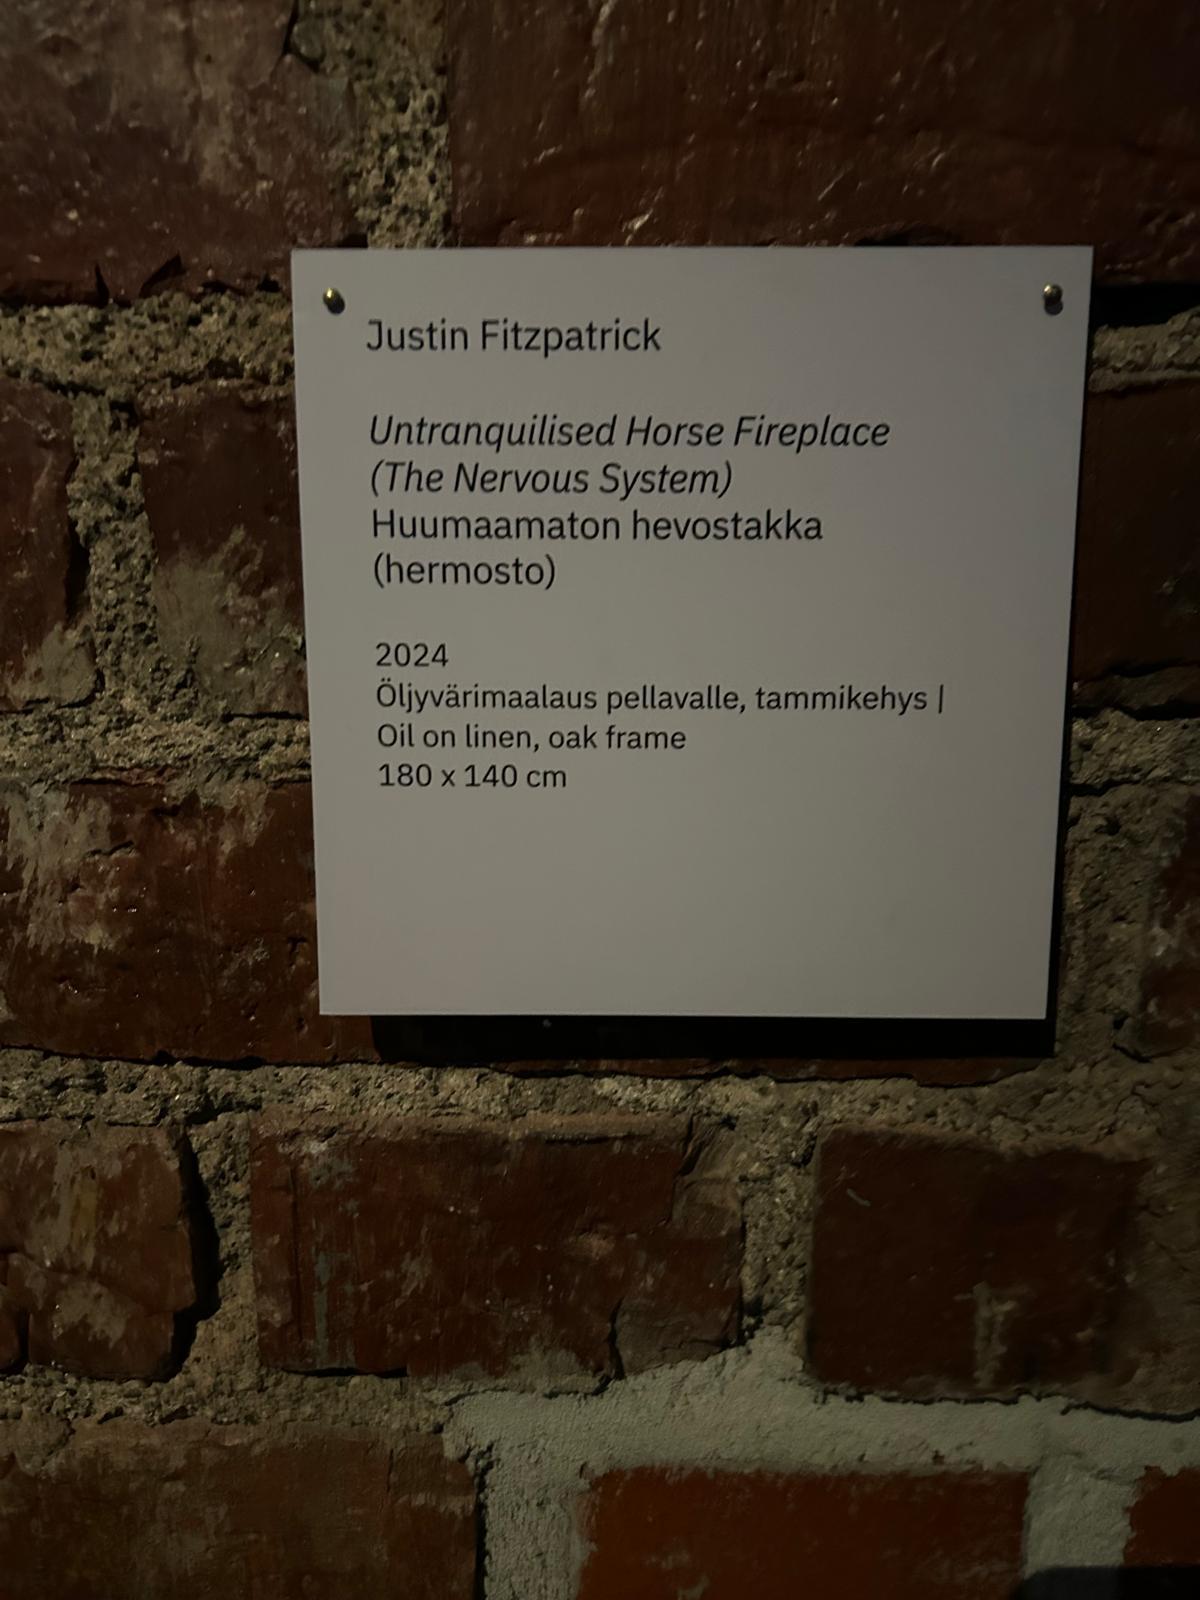 Justin Fitzpatrick
Untranquilised Horse Fireplace
(The Nervous System)
Huumaamaton hevostakka
(hermosto)
2024
Öljyvärimaalaus pellavalle, tammikehys |
Oil on linen, oak frame
180 x 140 cm